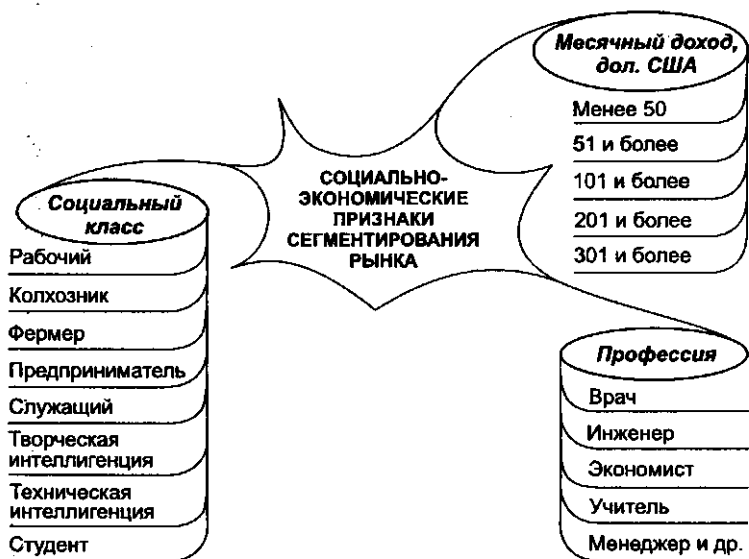 Месячный доход,
дол. США
Менее 50
51 и более
101 и более
201 и более
301 и более
СОЦИАЛЬНО-
ЭКОНОМИЧЕСКИЕ
ПРИЗНАКИ
СЕГМЕНТИРОВАНИЯ
РЫНКА
Социальный
класс
Рабочий
Колхозник
Фермер
Предприниматель
Служащий
Творческая
интеллигенция
Техническая
интеллигенция
Студент
Профессия
Врач
Инженер
Экономист
Учитель
Менеджер и др.